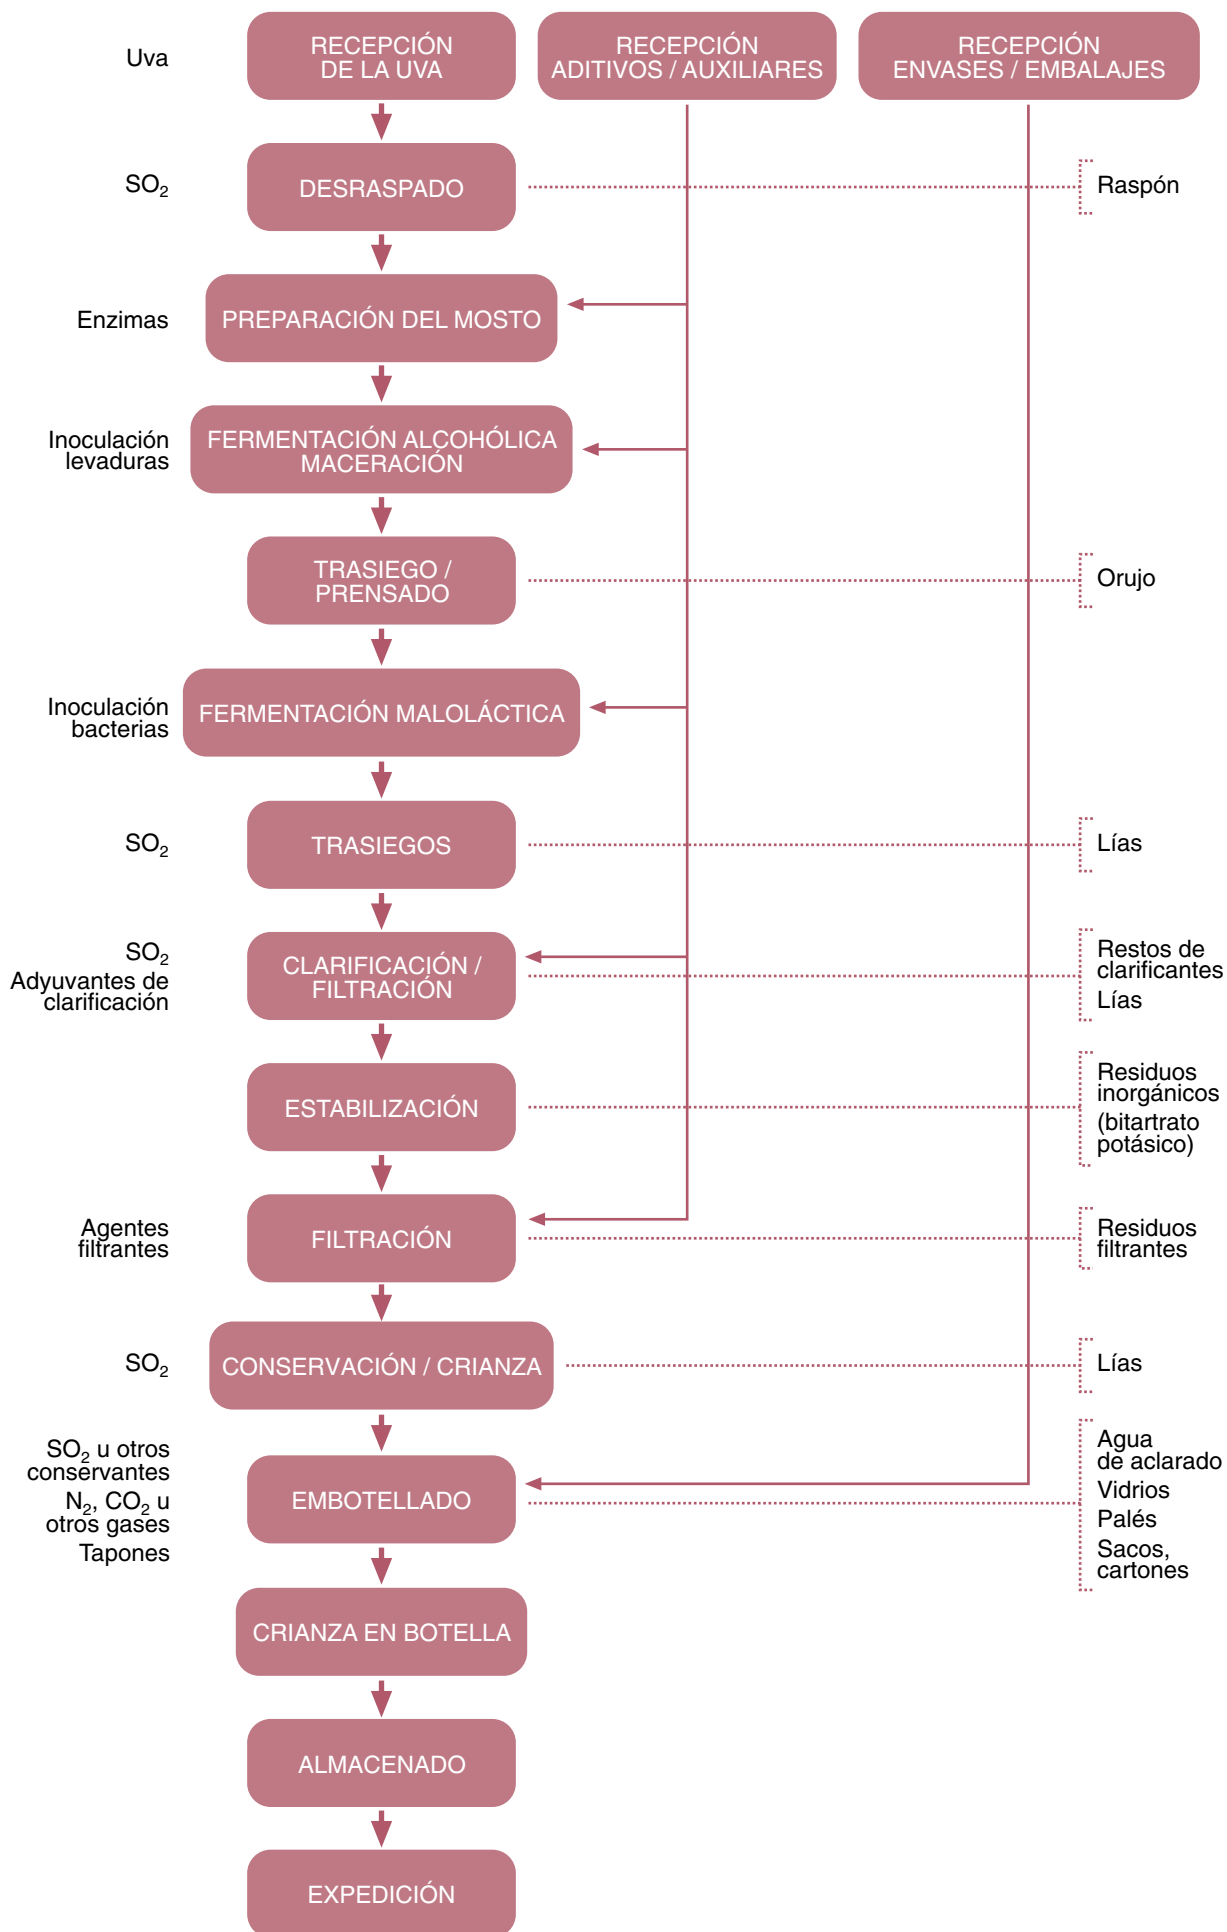 Uva
RECEPCIÓN
DE LA UVA
RECEPCIÓN
ADITIVOS / AUXILIARES
RECEPCIÓN
ENVASES / EMBALAJES
SO₂
DESRASPADO
Raspón
Enzimas
PREPARACIÓN DEL MOSTO
Inoculación
levaduras
FERMENTACIÓN ALCOHÓLICA
MACERACIÓN
TRASIEGO /
PRENSADO
Orujo
Inoculación
bacterias
FERMENTACIÓN MALOLÁCTICA
SO₂
TRASIEGOS
Lías
SO₂
Adyuvantes de
clarificación
CLARIFICACIÓN /
FILTRACIÓN
Restos de
clarificantes
Lías
ESTABILIZACIÓN
Residuos
inorgánicos
(bitartrato
potásico)
Agentes
filtrantes
FILTRACIÓN
Residuos
filtrantes
SO₂
CONSERVACIÓN / CRIANZA
Lías
SO₂ u otros
conservantes
N₂, CO₂ u
otros gases
Tapones
EMBOTELLADO
Agua
de aclarado
Vidrios
Palés
Sacos,
cartones
CRIANZA EN BOTELLA
ALMACENADO
EXPEDICIÓN